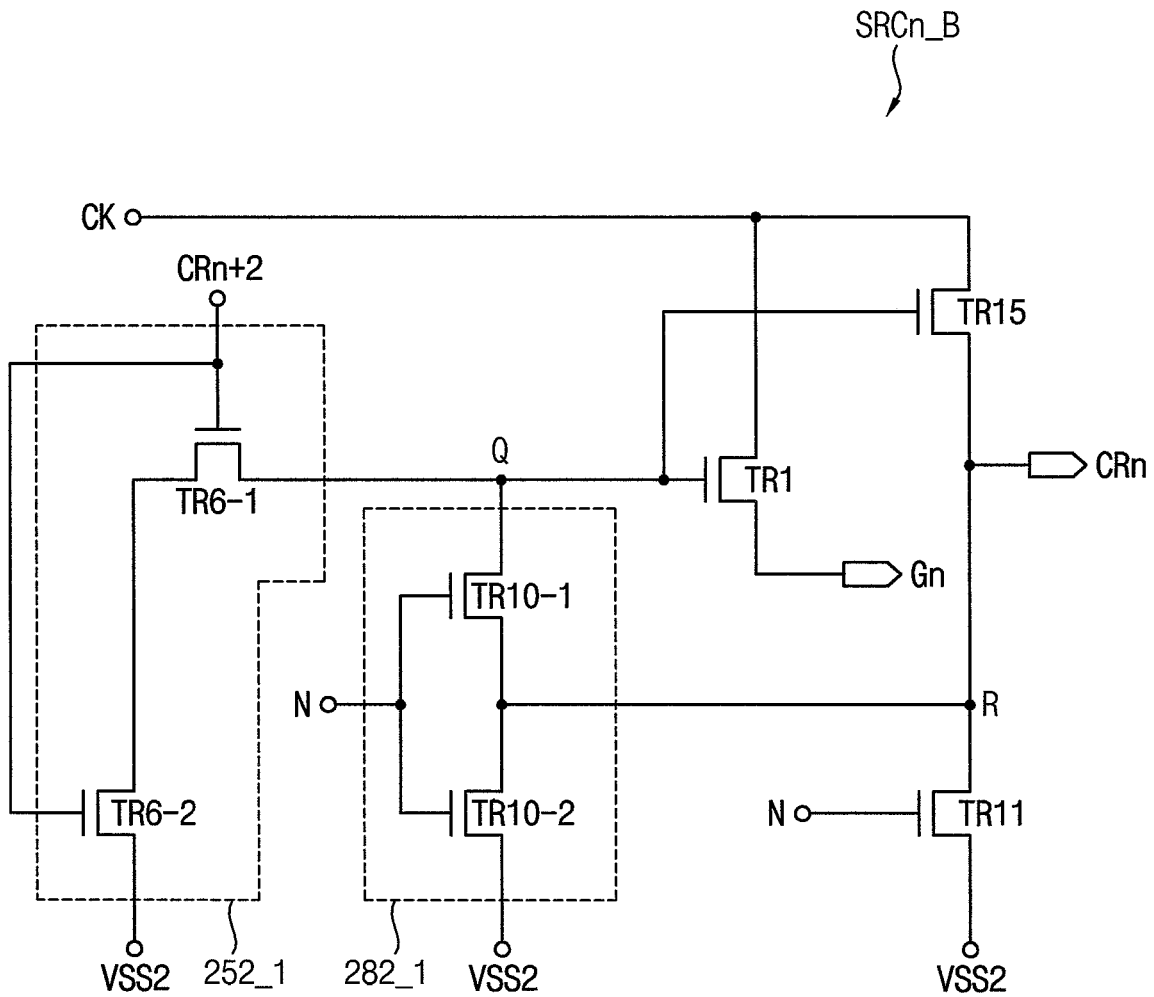 SRCn_B
CK
CRn+2
TR15
Q
CRn
TR6-1
TR1
Gn
TR10-1
N
R
TR6-2
TR10-2
N
TR11
VSS2
252_1
282_1
VSS2
VSS2